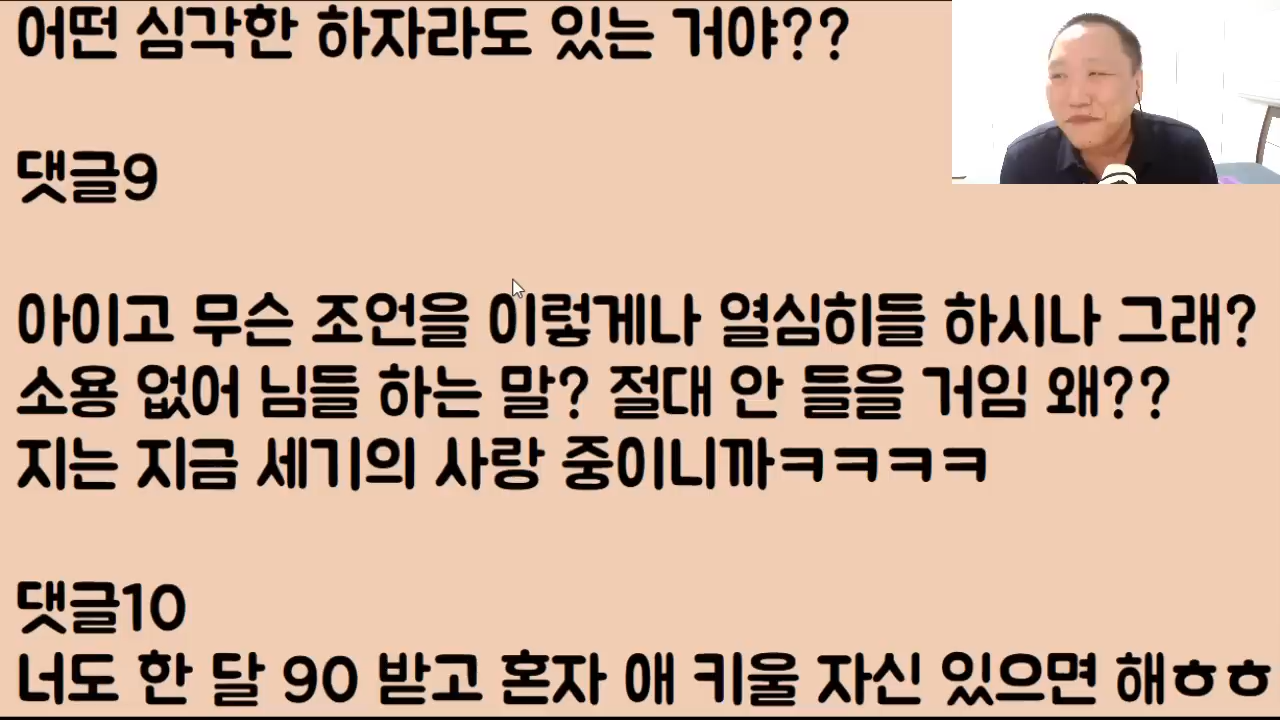 어떤 심각한 하자라도 있는 거야??
댓글9
아이고 무슨 조언을 이렇게나 열심히들 하시나 그래?
소용 없어 님들 하는 말? 절대 안 들을 거임 왜??
지는 지금 세기의 사랑 중이니까ㅋㅋㅋㅋ
댓글10
너도 한 달 90 받고 혼자 애 키울 자신 있으면 해ㅎㅎ